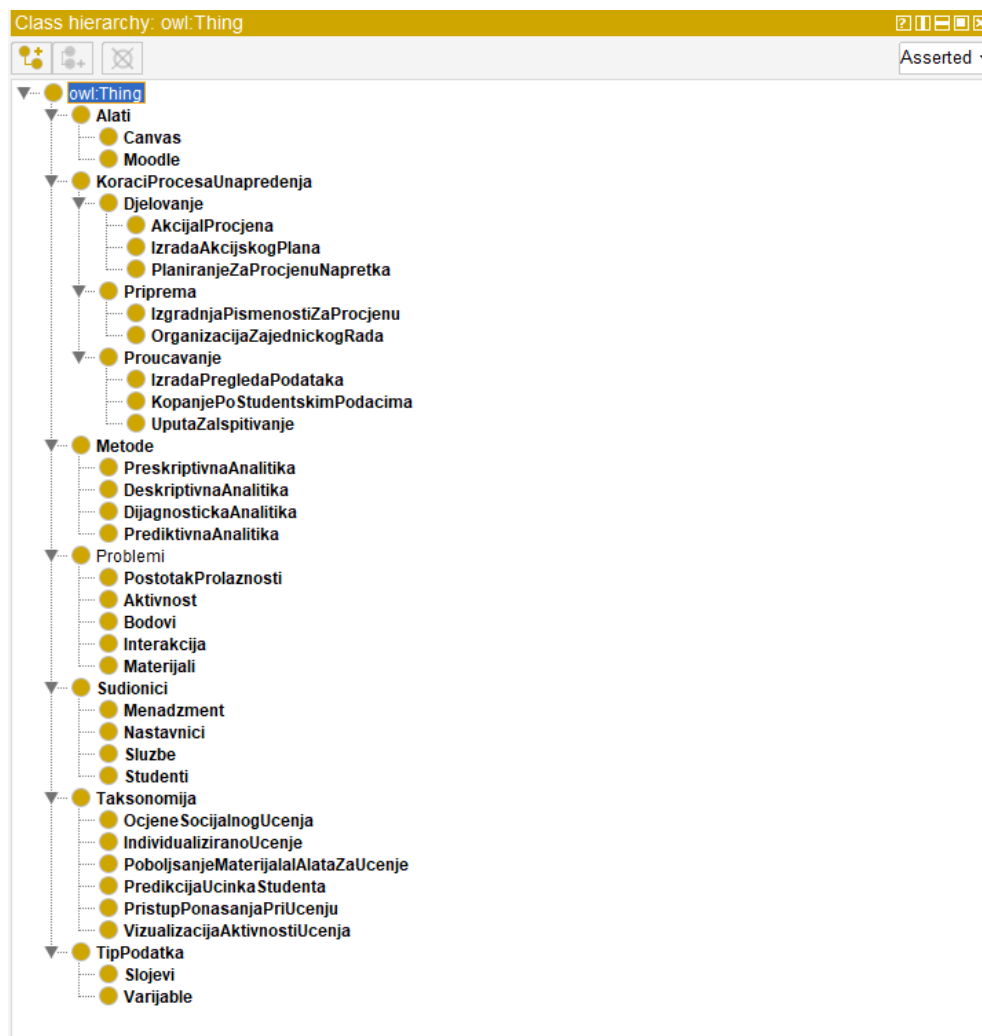 Class hierarchy: owl:Thing
Asserted
owl:Thing
Alati
Canvas
Moodle
KoraciProcesaUnapredenja
Djelovanje
AkcijaIProcjena
IzradaAkcijskogPlana
PlaniranjeZaProcjenuNapretka
Priprema
IzgradnjaPismenostiZaProcjenu
OrganizacijaZajednickogRada
Proucavanje
IzradaPregledaPodataka
KopanjePoStudentskimPodacima
UputaZaIspitivanje
Metode
PreskriptivnaAnalitika
DeskriptivnaAnalitika
DijagnostickaAnalitika
PrediktivnaAnalitika
Problemi
PostotakProlaznosti
Aktivnost
Bodovi
Interakcija
Materijali
Sudionici
Menadzment
Nastavnici
Sluzbe
Studenti
Taksonomija
OcjeneSocijalnogUcenja
IndividualiziranoUcenje
PoboljsanjeMaterijalaIAlataZaUcenje
PredikcijaUcinkaStudenta
PristupPonasanjaPriUcenju
VizualizacijaAktivnostiUcenja
TipPodatka
Slojevi
Varijable